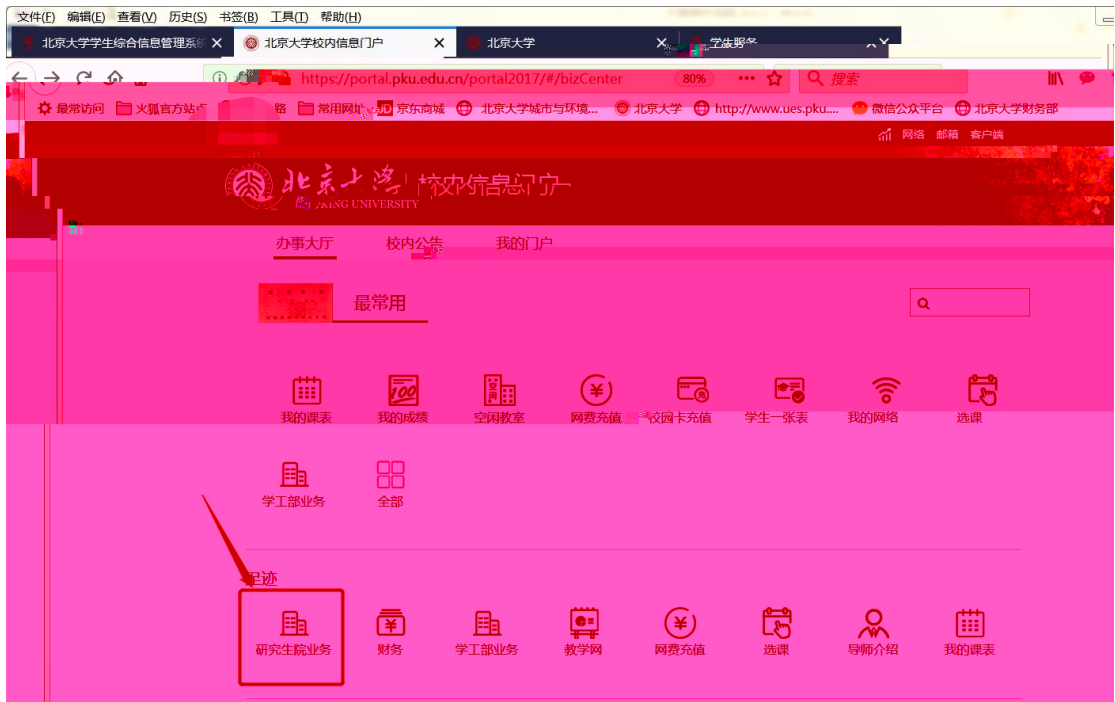 文件(F) 编辑(E) 查看(V) 历史(S) 书签(B) 工具(T) 帮助(H)
北京大学学生综合信息管理系统 北京大学校内信息门户 北京大学
https://portal.pku.edu.cn/portal2017/#/bizCenter 80% 搜索
最常访问 火狐官方站点 常用网址 JD 京东商城 北京大学城市与环境... 北京大学 http://www.ues.pku.... 微信公众平台 北京大学财务部
网络 邮箱 客户端
北京大学 校内信息门户
PEKING UNIVERSITY
办事大厅 校内公告 我的门户
最常用
我的课表 我的成绩 空闲教室 网费充值 校园卡充值 学生一张表 我的网络 选课
学工部业务 全部
足迹
研究生院业务 财务 学工部业务 教学网 网费充值 选课 导师介绍 我的课表